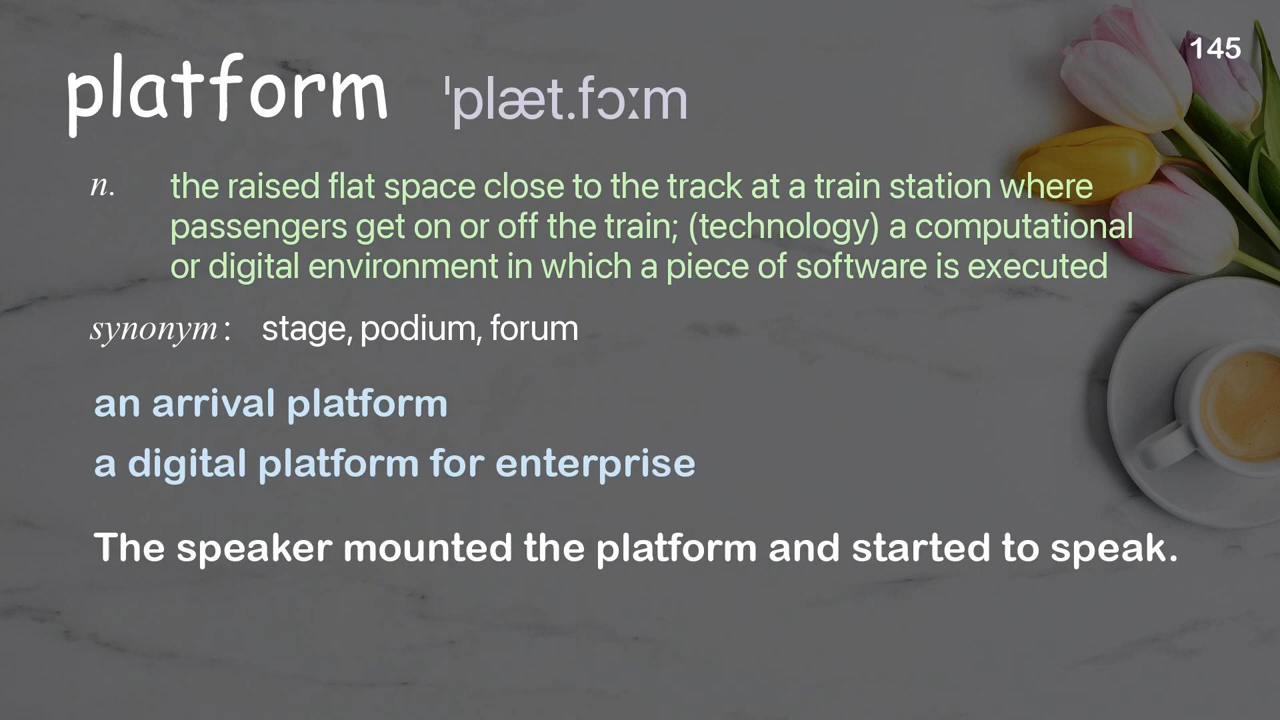 145
platform ˈplæt.fɔːm
n. the raised flat space close to the track at a train station where
passengers get on or off the train; (technology) a computational
or digital environment in which a piece of software is executed
synonym: stage, podium, forum
an arrival platform
a digital platform for enterprise
The speaker mounted the platform and started to speak.